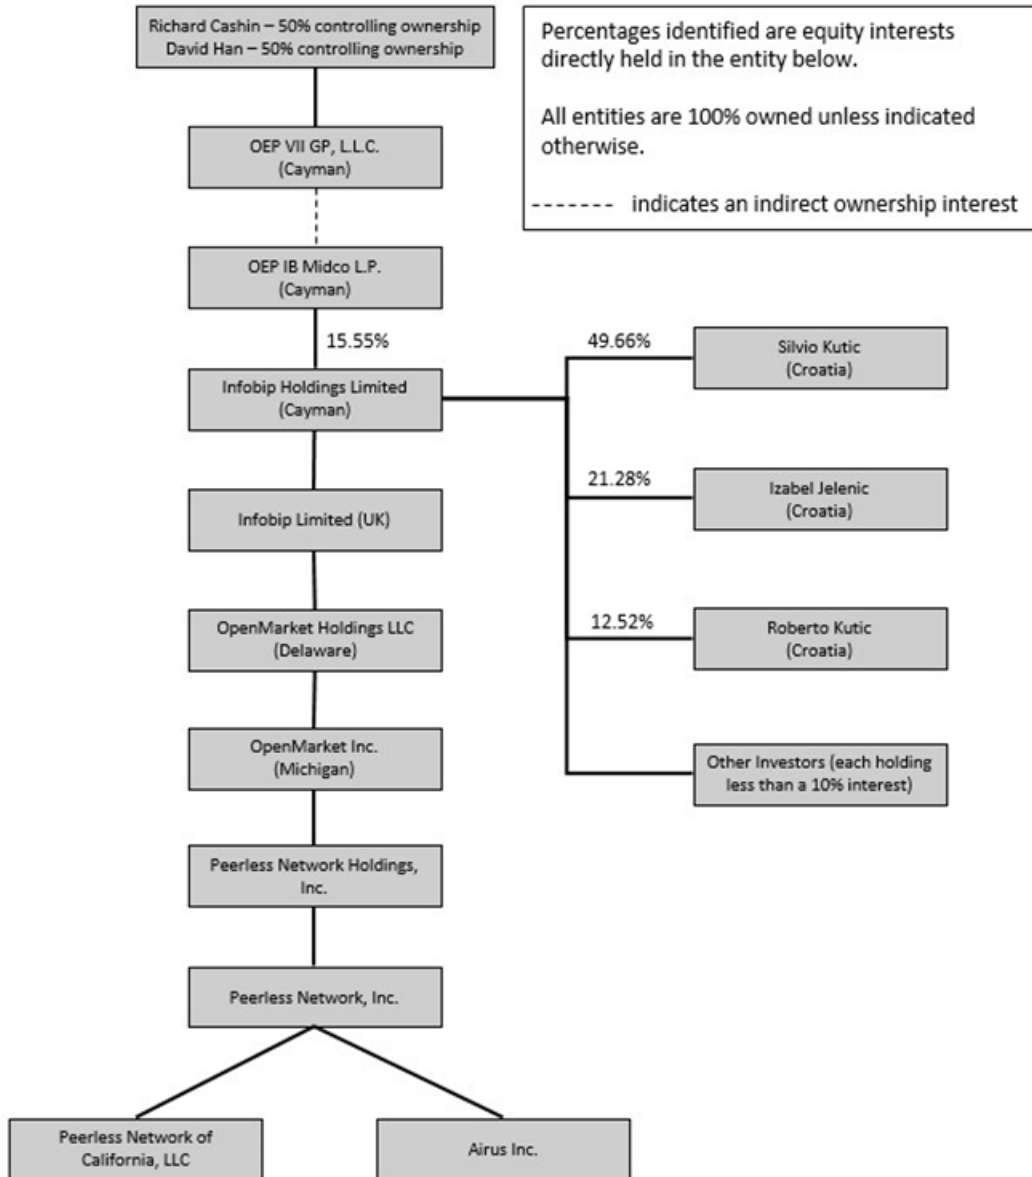 Richard Cashin – 50% controlling ownership
David Han – 50% controlling ownership
Percentages identified are equity interests
directly held in the entity below.
All entities are 100% owned unless indicated
otherwise.
------- indicates an indirect ownership interest
OEP VII GP, L.L.C.
(Cayman)
OEP IB Midco L.P.
(Cayman)
15.55%
Infobip Holdings Limited
(Cayman)
49.66%
Silvio Kutic
(Croatia)
21.28%
Izabel Jelenic
(Croatia)
12.52%
Roberto Kutic
(Croatia)
Other Investors (each holding
less than a 10% interest)
Infobip Limited (UK)
OpenMarket Holdings LLC
(Delaware)
OpenMarket Inc.
(Michigan)
Peerless Network Holdings,
Inc.
Peerless Network, Inc.
Peerless Network of
California, LLC
Airus Inc.